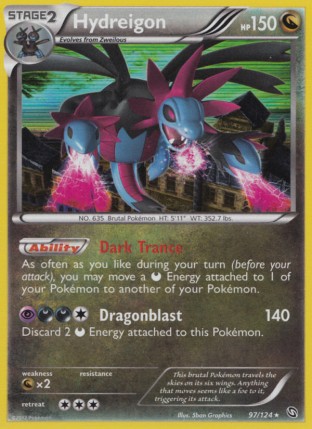 STAGE2
Hydreigon
HP150
Evolves from Zweilous
NO. 635 Brutal Pokémon HT: 5'11" WT: 352.7 lbs.
Ability Dark Trance
As often as you like during your turn (before your
attack), you may move a Energy attached to 1 of
your Pokémon to another of your Pokémon.
Dragonblast 140
Discard 2 Energy attached to this Pokémon.
weakness resistance
×2
retreat
This brutal Pokémon travels the
skies on its six wings. Anything
that moves seems like a foe to it,
triggering its attack.
Illus. 5ban Graphics 97/124 ★